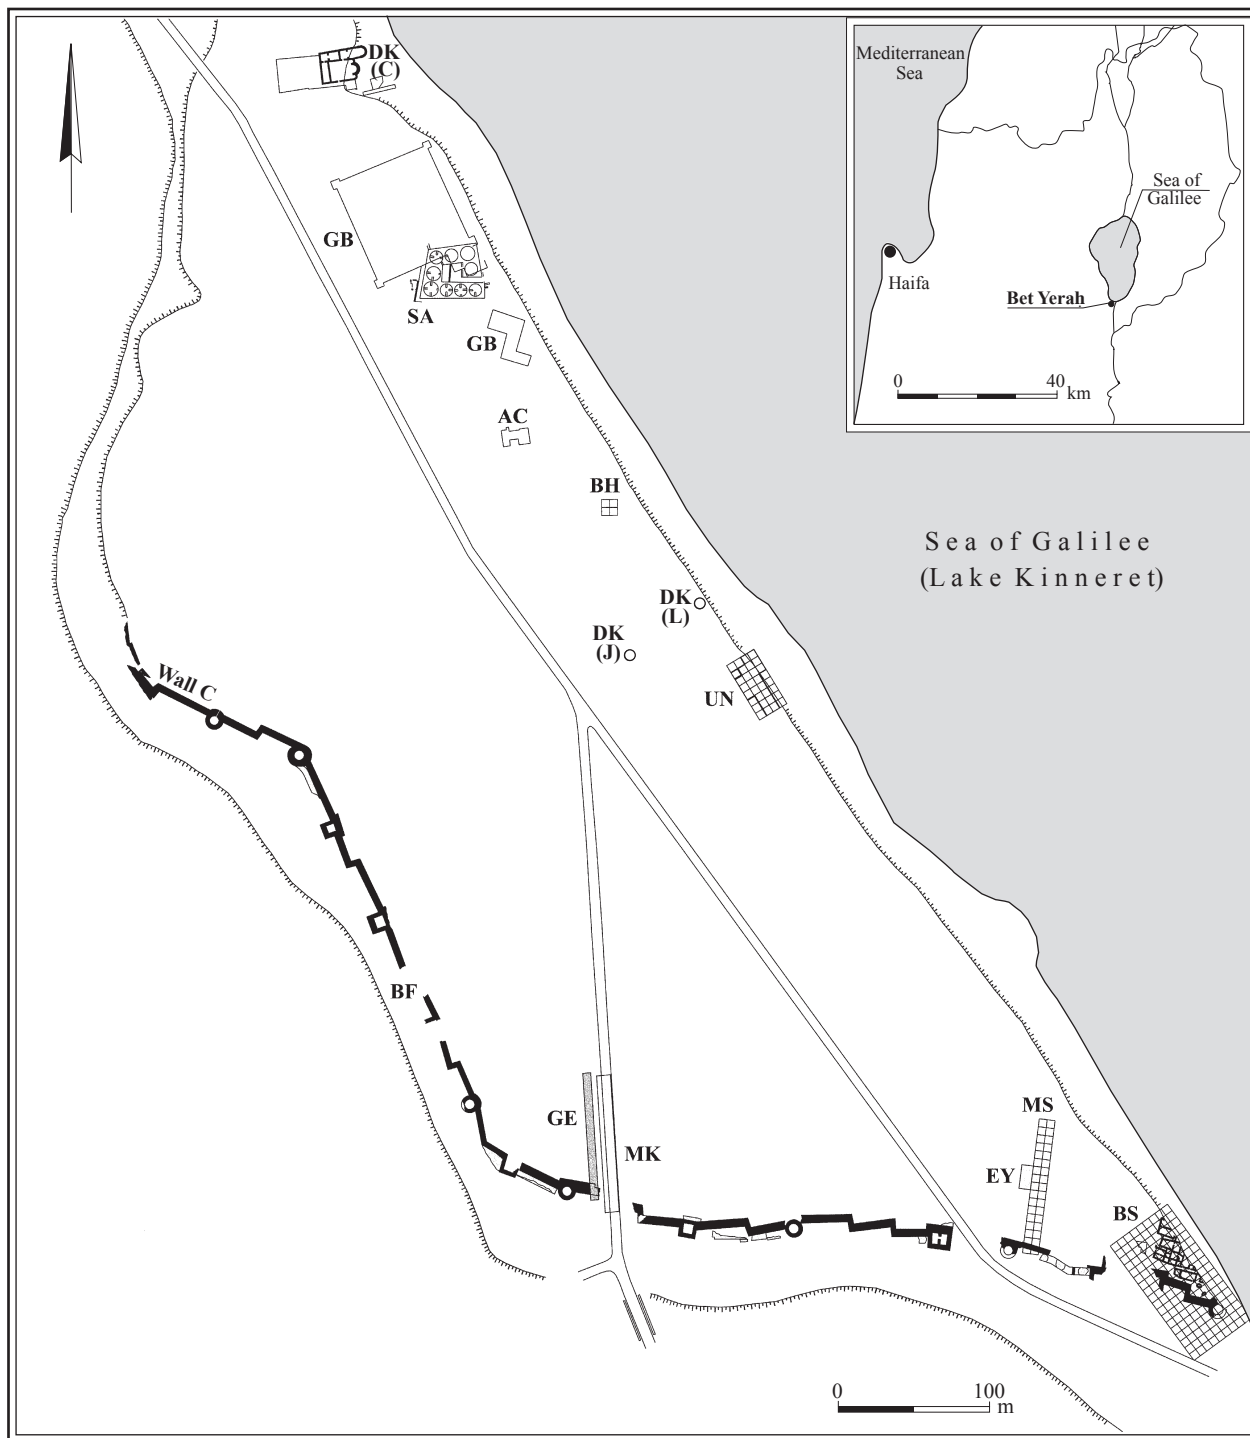 DK
(C)
GB
SA
GB
AC
BH
DK
(L)
DK
(J)
UN
Wall C
BF
GE
MK
MS
EY
BS
0 100
m
Sea of Galilee
(Lake Kinneret)
Mediterranean
Sea
Sea of
Galilee
Haifa
Bet Yerah
0 40
km